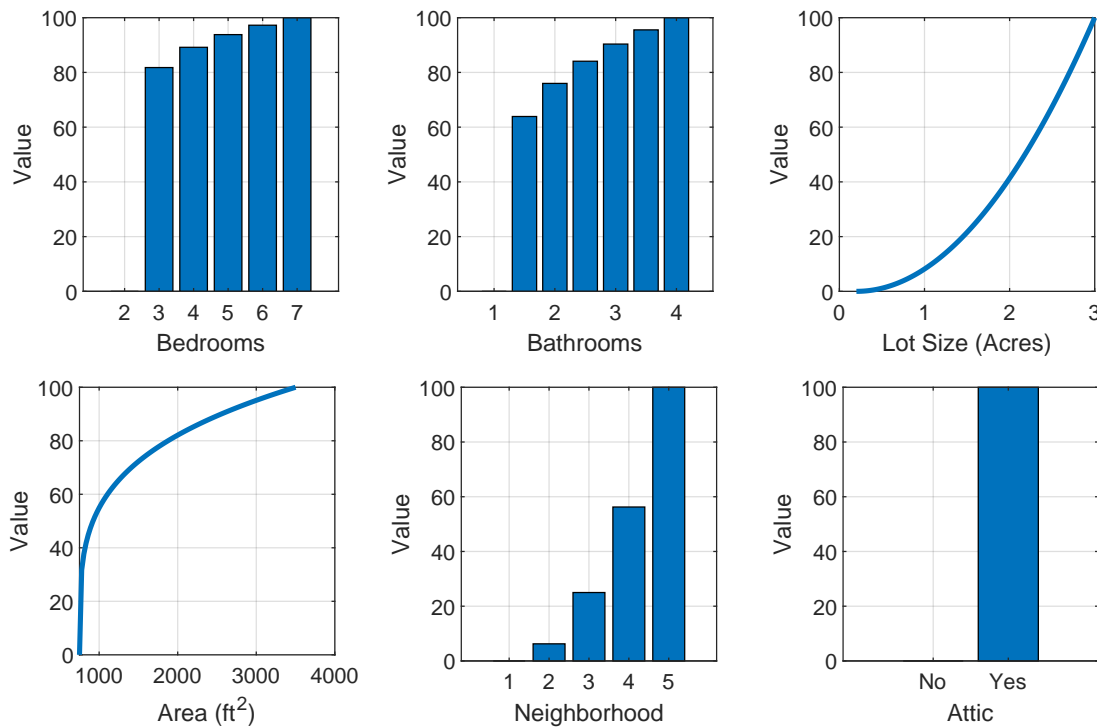 100
80
60
40
20
0
Value
2 3 4 5 6 7
Bedrooms
100
80
60
40
20
0
Value
1 2 3 4
Bathrooms
100
80
60
40
20
0
Value
0 1 2 3
Lot Size (Acres)
100
80
60
40
20
0
Value
1000 2000 3000 4000
Area (ft²)
100
80
60
40
20
0
Value
1 2 3 4 5
Neighborhood
100
80
60
40
20
0
Value
No Yes
Attic